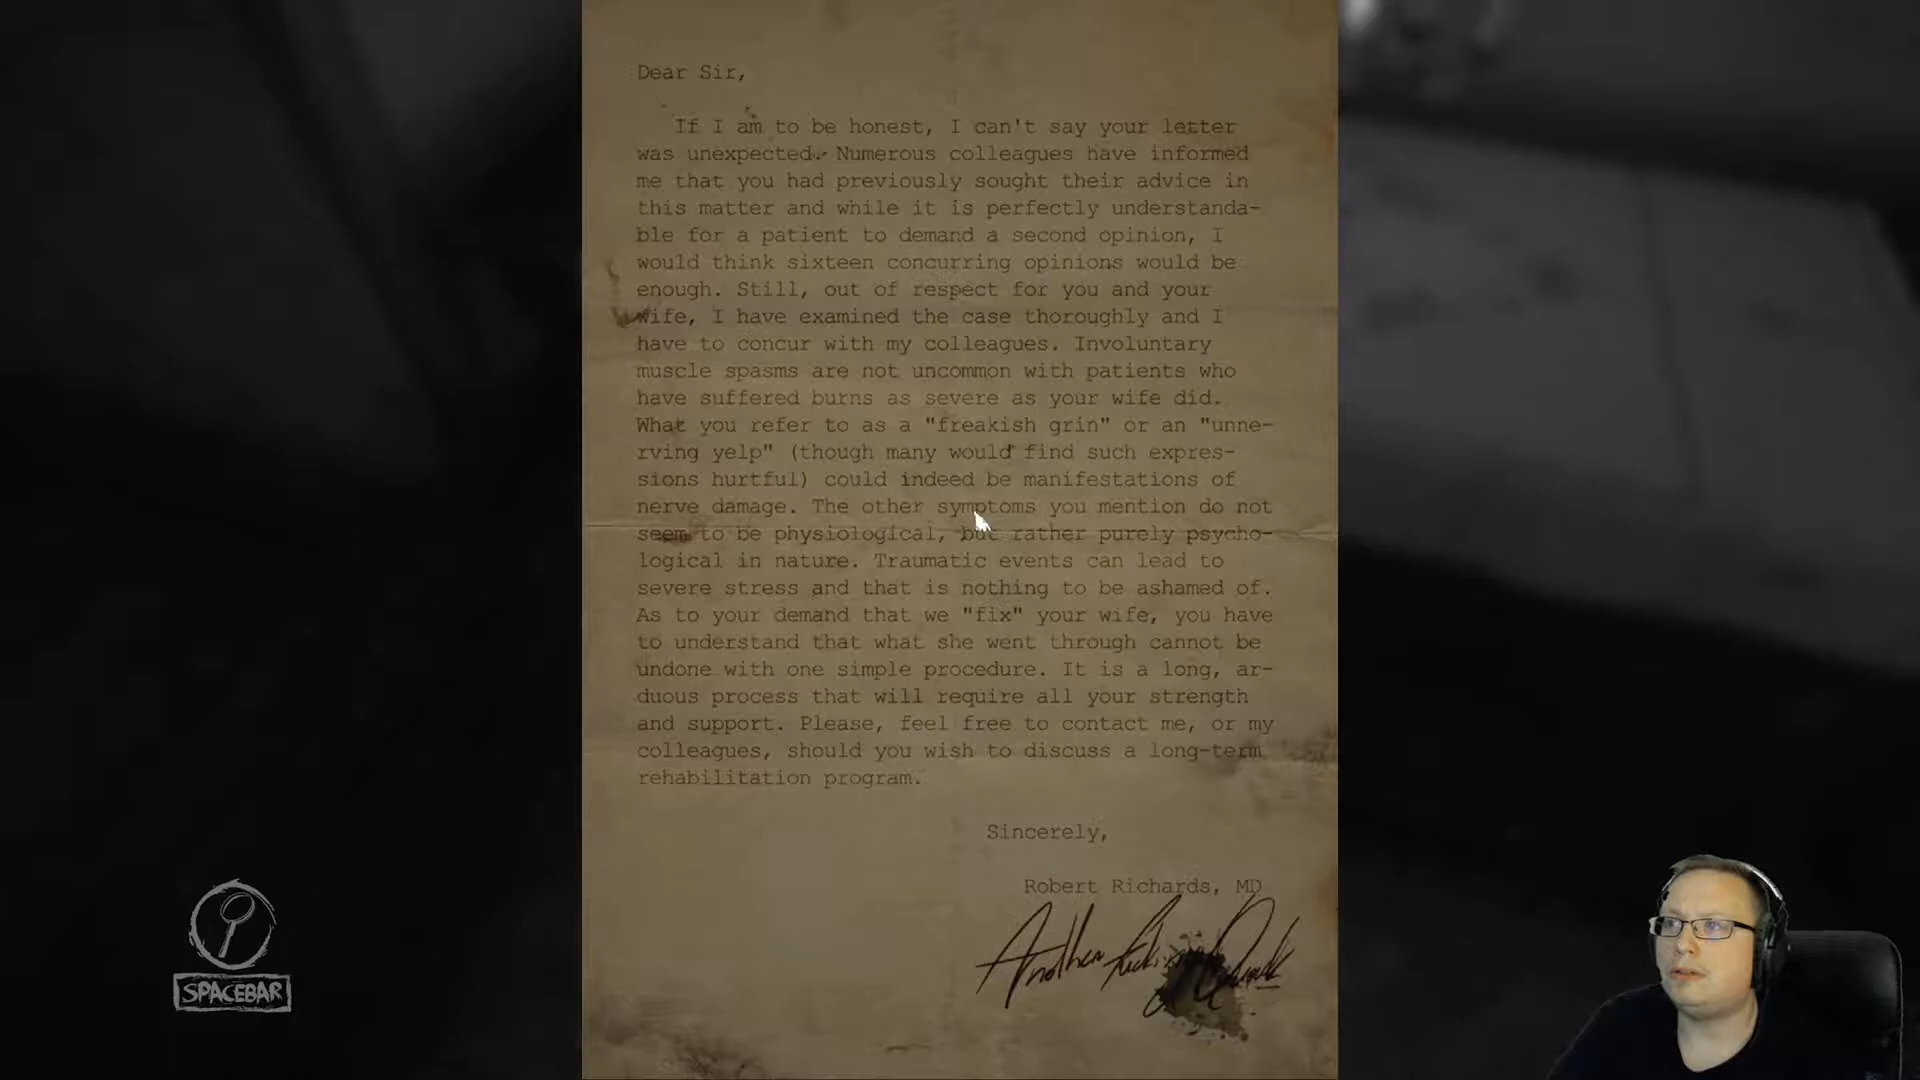 Dear Sir,
If I am to be honest, I can't say your letter
was unexpected. Numerous colleagues have informed
me that you had previously sought their advice in
this matter and while it is perfectly understanda-
ble for a patient to demand a second opinion, I
would think sixteen concurring opinions would be
enough. Still, out of respect for you and your
wife, I have examined the case thoroughly and I
have to concur with my colleagues. Involuntary
muscle spasms are not uncommon with patients who
have suffered burns as severe as your wife did.
What you refer to as a "freakish grin" or an "unne-
rving yelp" (though many would find such expres-
sions hurtful) could indeed be manifestations of
nerve damage. The other symptoms you mention do not
seem to be physiological, but rather purely psycho-
logical in nature. Traumatic events can lead to
severe stress and that is nothing to be ashamed of.
As to your demand that we "fix" your wife, you have
to understand that what she went through cannot be
undone with one simple procedure. It is a long, ar-
duous process that will require all your strength
and support. Please, feel free to contact me, or my
colleagues, should you wish to discuss a long-term
rehabilitation program.
Sincerely,
Robert Richards, MD
Another
SPACEBAR